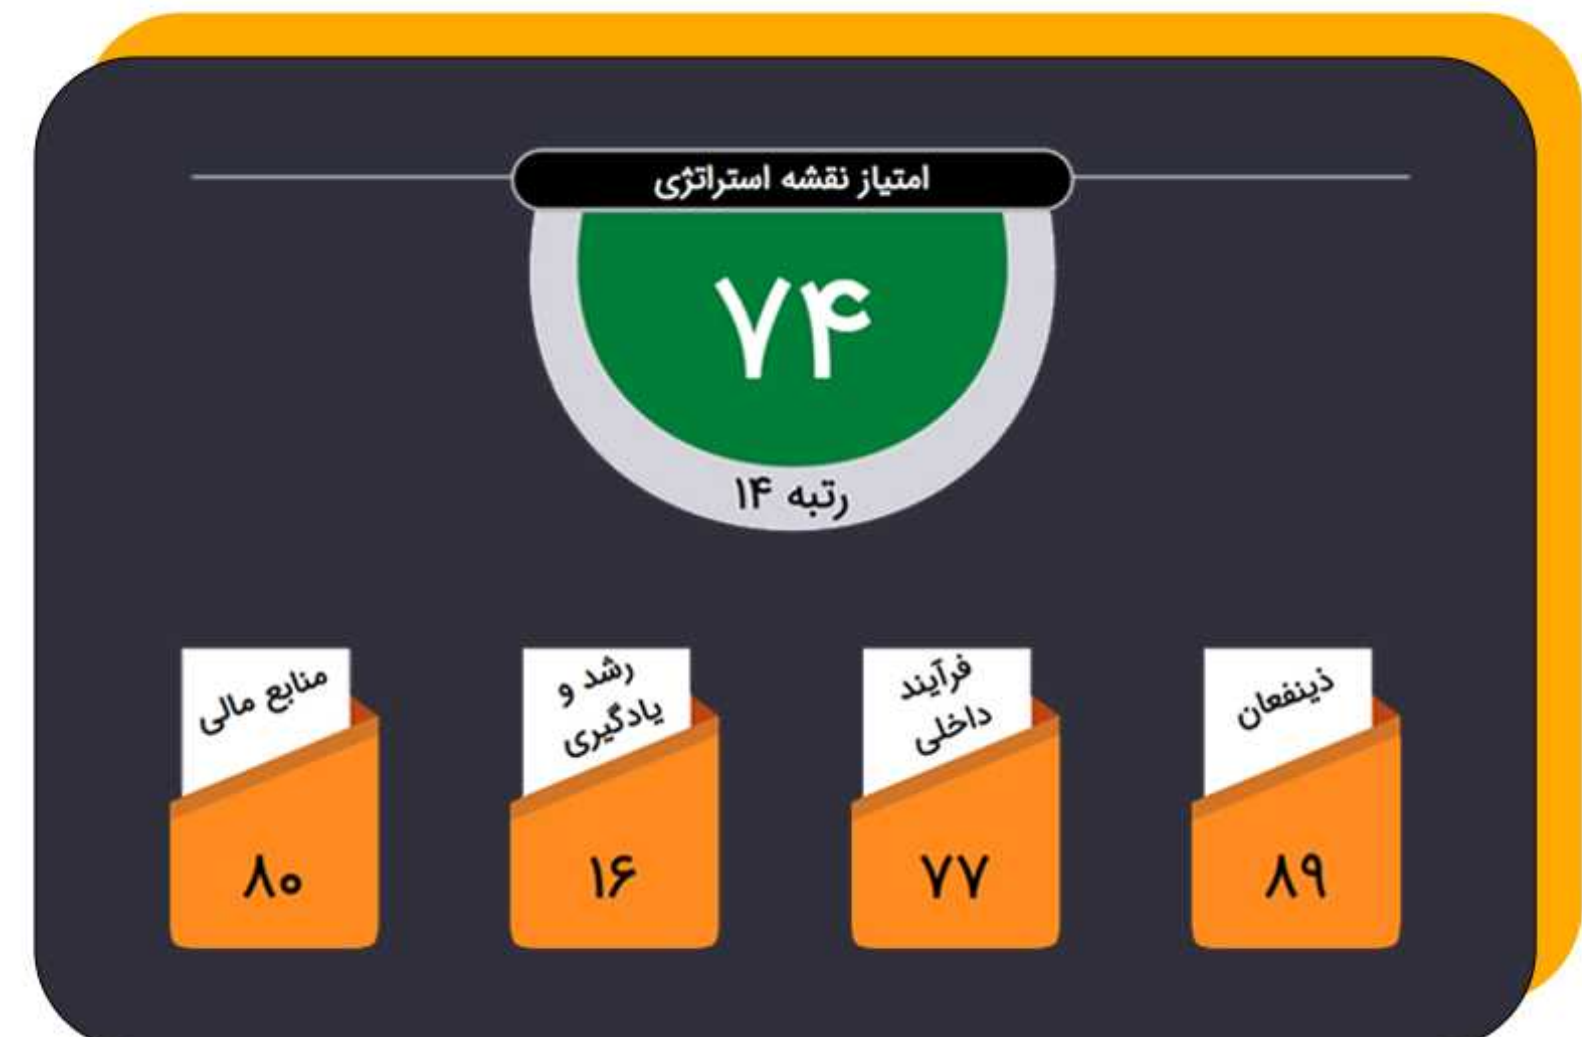 امتیاز نقشه استراتژی
۷۴
رتبه ۱۴
ذینفعان
۸۹
فرآیند
داخلی
۷۷
رشد و
یادگیری
۱۶
منابع مالی
۸۰